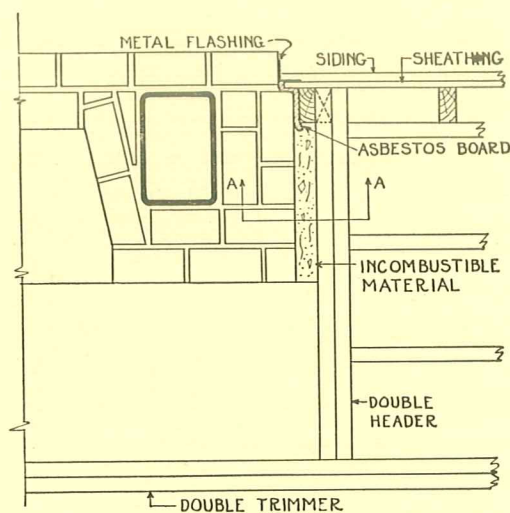 METAL FLASHING
SIDING SHEATHING
ASBESTOS BOARD
A A
INCOMBUSTIBLE
MATERIAL
DOUBLE
HEADER
DOUBLE TRIMMER